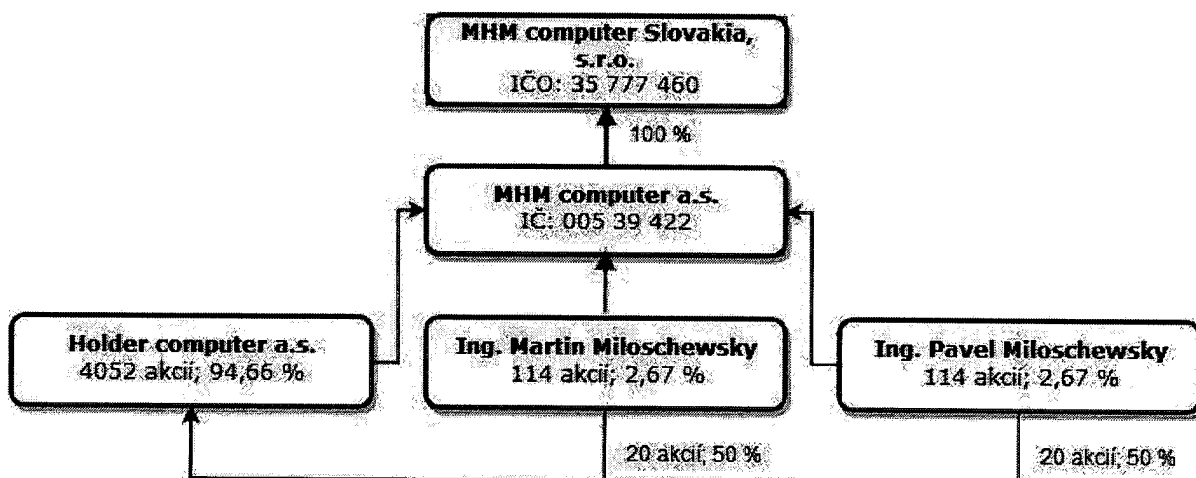 MHM computer Slovakia,
s.r.o.
IČO: 35 777 460
100 %
MHM computer a.s.
IČ: 005 39 422
Holder computer a.s.
4052 akcií; 94,66 %
Ing. Martin Miloschewsky
114 akcií; 2,67 %
Ing. Pavel Miloschewsky
114 akcií; 2,67 %
20 akcií; 50 %
20 akcií; 50 %